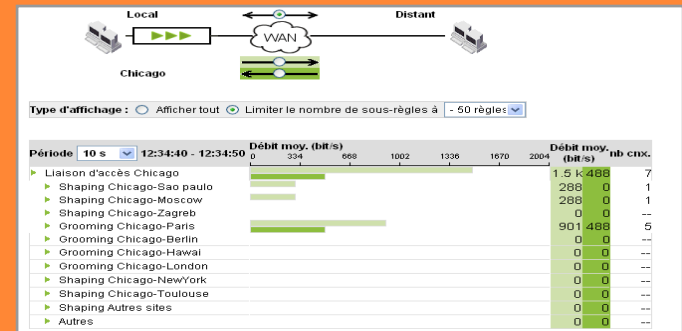 Local Distant
WAN
Chicago
Type d'affichage : Afficher tout Limiter le nombre de sous-règles à - 50 règles
Période 10 s 12:34:40 - 12:34:50 Débit moy. (bit/s) Débit moy. (bit/s) nb cnx.
0 334 668 1002 1336 1670 2004
Liaison d'accès Chicago 1.5 k 488 7
Shaping Chicago-Sao paulo 288 0 1
Shaping Chicago-Moscow 288 0 1
Shaping Chicago-Zagreb 0 0 --
Grooming Chicago-Paris 901 488 5
Grooming Chicago-Berlin 0 0 --
Grooming Chicago-Hawai 0 0 --
Grooming Chicago-London 0 0 --
Shaping Chicago-NewYork 0 0 --
Shaping Chicago-Toulouse 0 0 --
Shaping Autres sites 0 0 --
Autres 0 0 --